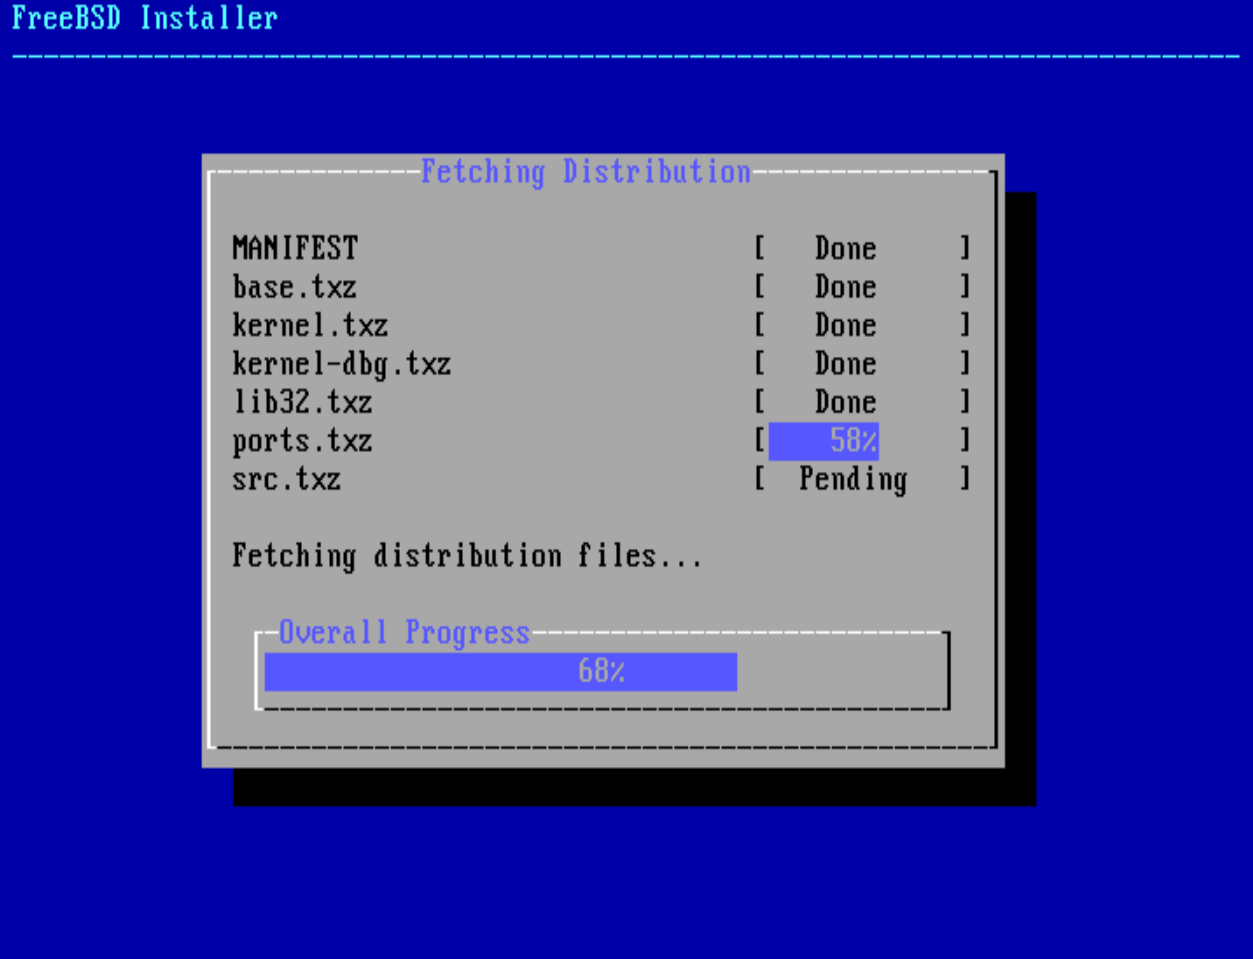 FreeBSD Installer
Fetching Distribution
MANIFEST [ Done ]
base.txz [ Done ]
kernel.txz [ Done ]
kernel-dbg.txz [ Done ]
lib32.txz [ Done ]
ports.txz [ 58% ]
src.txz [ Pending ]
Fetching distribution files...
Overall Progress
68%